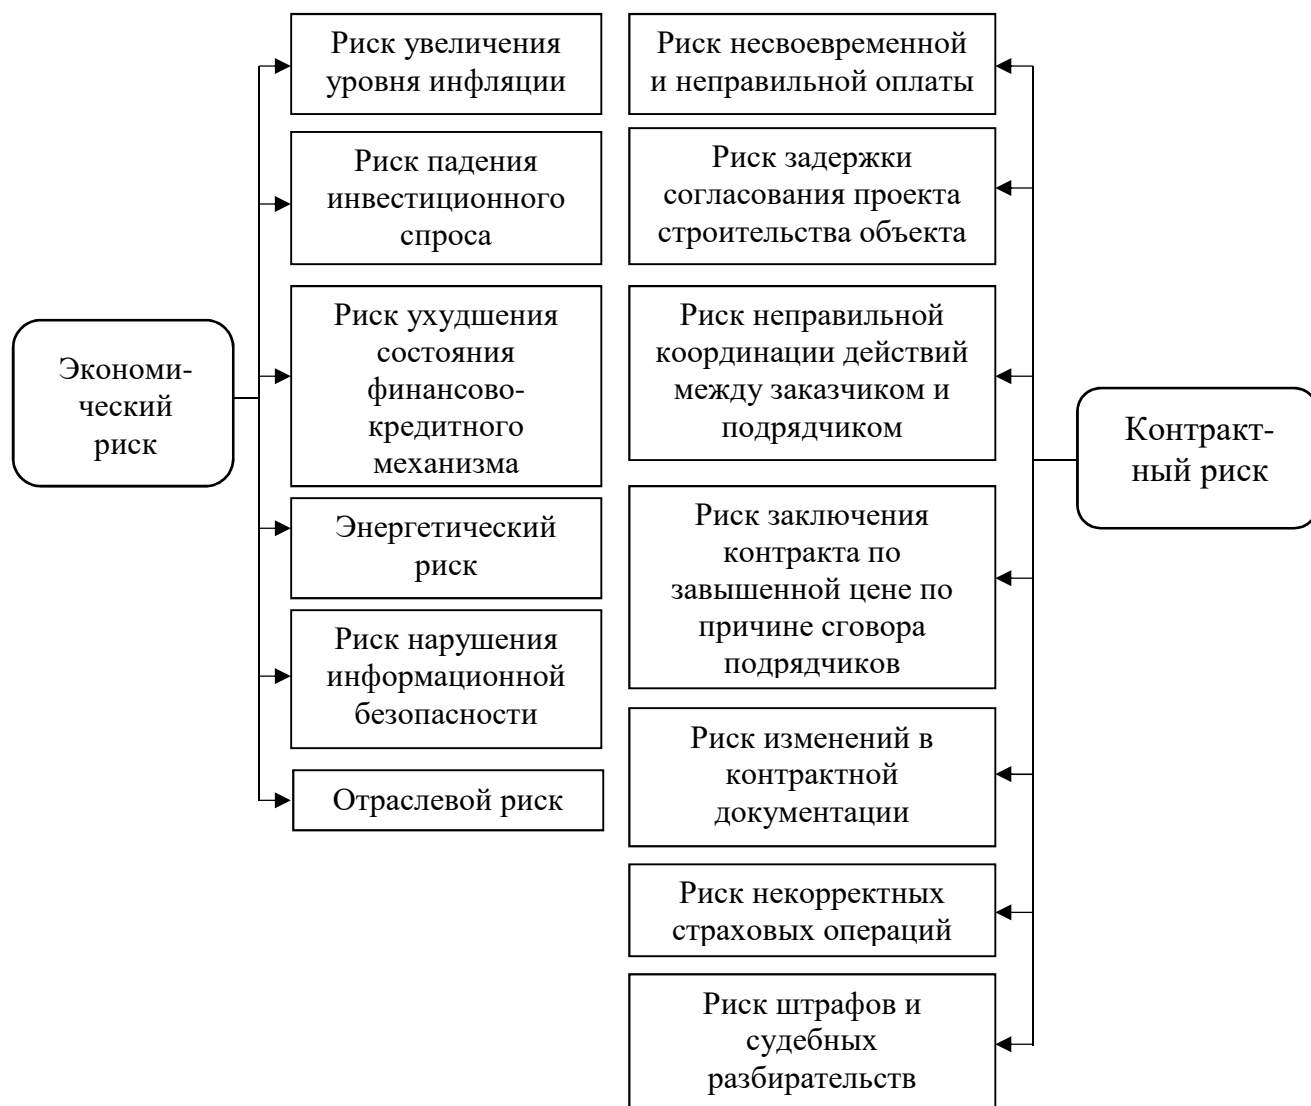 Экономи-
ческий
риск
Риск увеличения
уровня инфляции
Риск падения
инвестиционного
спроса
Риск ухудшения
состояния
финансово-
кредитного
механизма
Энергетический
риск
Риск нарушения
информационной
безопасности
Отраслевой риск
Риск несвоевременной
и неправильной оплаты
Риск задержки
согласования проекта
строительства объекта
Риск неправильной
координации действий
между заказчиком и
подрядчиком
Риск заключения
контракта по
завышенной цене по
причине сговора
подрядчиков
Риск изменений в
контрактной
документации
Риск некорректных
страховых операций
Риск штрафов и
судебных
разбирательств
Контракт-
ный риск